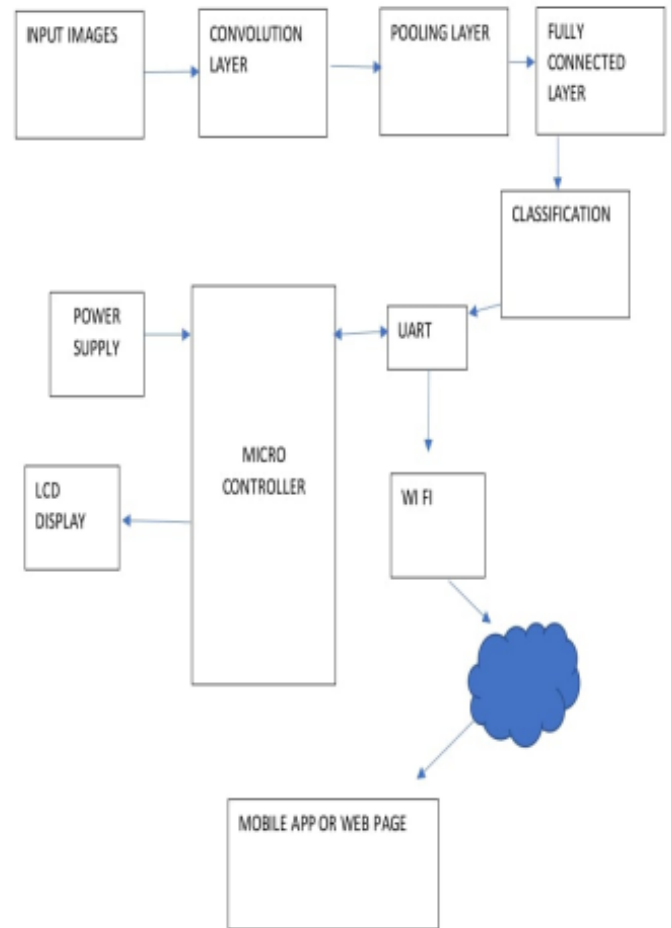 INPUT IMAGES
CONVOLUTION
LAYER
POOLING LAYER
FULLY
CONNECTED
LAYER
CLASSIFICATION
POWER
SUPPLY
UART
MICRO
CONTROLLER
LCD
DISPLAY
WI FI
MOBILE APP OR WEB PAGE